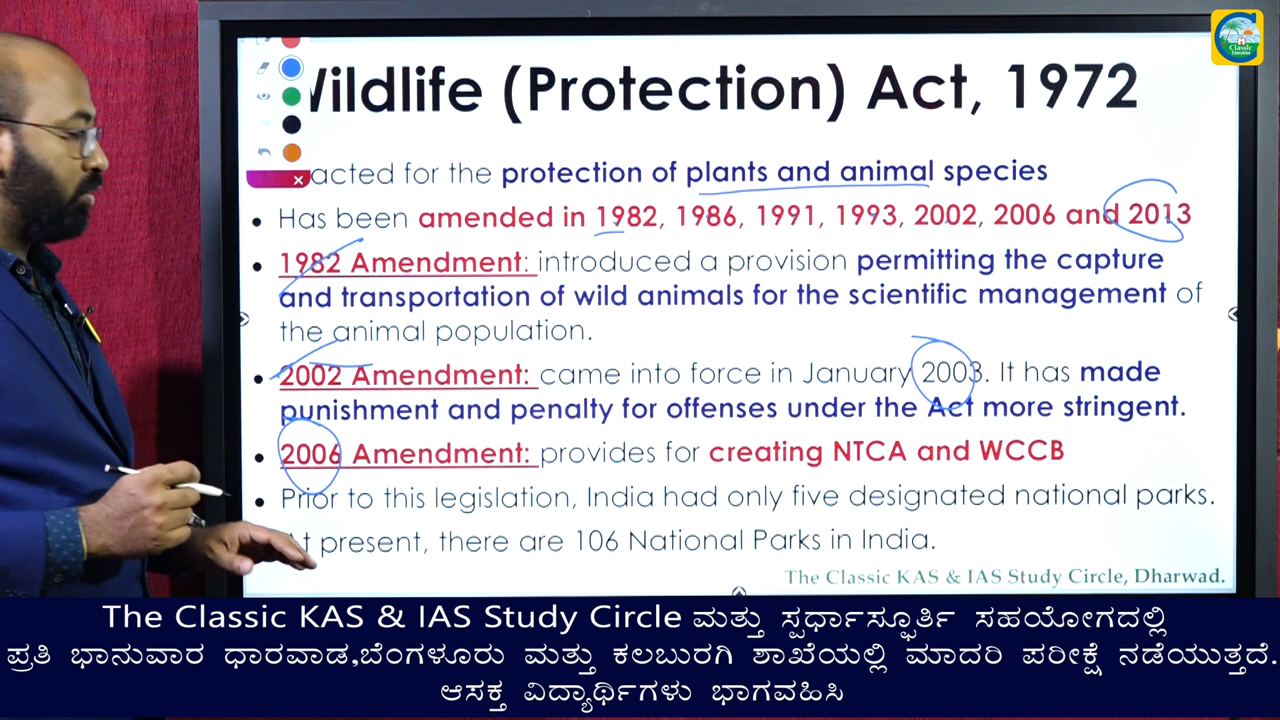 Wildlife (Protection) Act, 1972
acted for the protection of plants and animal species
• Has been amended in 1982, 1986, 1991, 1993, 2002, 2006 and 2013
• 1982 Amendment: introduced a provision permitting the capture
and transportation of wild animals for the scientific management of
the animal population.
• 2002 Amendment: came into force in January 2003. It has made
punishment and penalty for offenses under the Act more stringent.
• 2006 Amendment: provides for creating NTCA and WCCB
• Prior to this legislation, India had only five designated national parks.
At present, there are 106 National Parks in India.
The Classic KAS & IAS Study Circle, Dharwad.
Classic
Education
The Classic KAS & IAS Study Circle ಮತ್ತು ಸ್ಪರ್ಧಾಸ್ಫೂರ್ತಿ ಸಹಯೋಗದಲ್ಲಿ
ಪ್ರತಿ ಭಾನುವಾರ ಧಾರವಾಡ,ಬೆಂಗಳೂರು ಮತ್ತು ಕಲಬುರಗಿ ಶಾಖೆಯಲ್ಲಿ ಮಾದರಿ ಪರೀಕ್ಷೆ ನಡೆಯುತ್ತದೆ.
ಆಸಕ್ತ ವಿದ್ಯಾರ್ಥಿಗಳು ಭಾಗವಹಿಸಿ